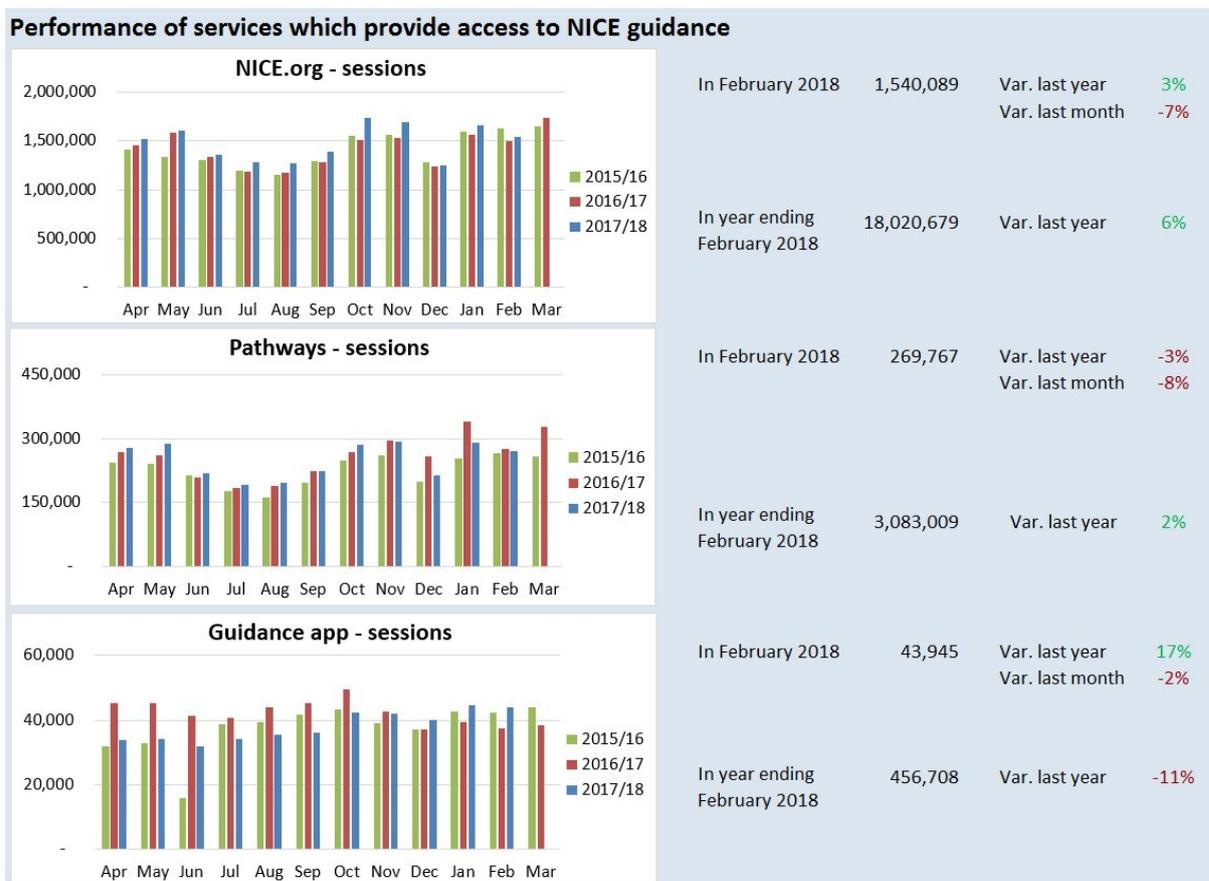 Performance of services which provide access to NICE guidance
NICE.org - sessions
2,000,000
1,500,000
1,000,000
500,000
-
Apr May Jun Jul Aug Sep Oct Nov Dec Jan Feb Mar
2015/16
2016/17
2017/18
In February 2018 1,540,089 Var. last year 3%
Var. last month -7%
In year ending
February 2018 18,020,679 Var. last year 6%
Pathways - sessions
450,000
300,000
150,000
-
Apr May Jun Jul Aug Sep Oct Nov Dec Jan Feb Mar
2015/16
2016/17
2017/18
In February 2018 269,767 Var. last year -3%
Var. last month -8%
In year ending
February 2018 3,083,009 Var. last year 2%
Guidance app - sessions
60,000
40,000
20,000
-
Apr May Jun Jul Aug Sep Oct Nov Dec Jan Feb Mar
2015/16
2016/17
2017/18
In February 2018 43,945 Var. last year 17%
Var. last month -2%
In year ending
February 2018 456,708 Var. last year -11%